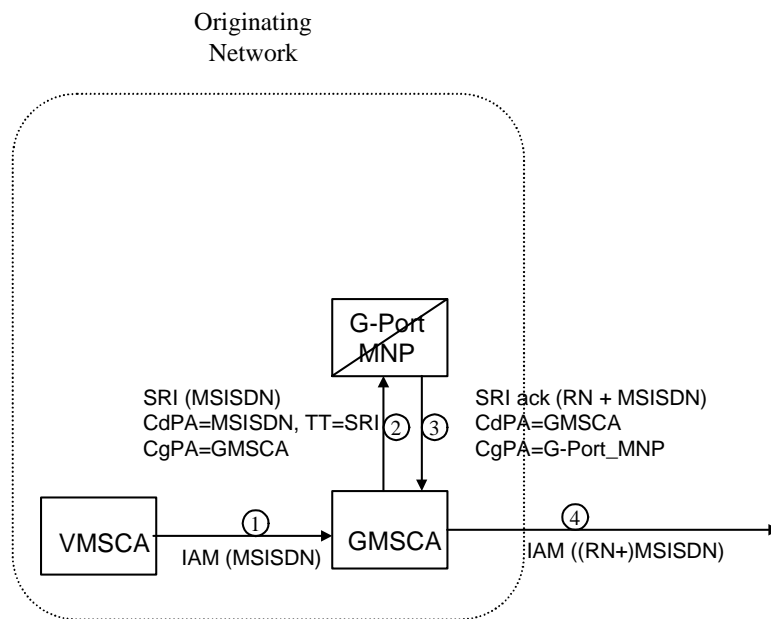 Originating
Network
G-Port
MNP
SRI (MSISDN)
CdPA=MSISDN, TT=SRI
CgPA=GMSCA
2
3
SRI ack (RN + MSISDN)
CdPA=GMSCA
CgPA=G-Port_MNP
VMSCA
1
IAM (MSISDN)
GMSCA
4
IAM ((RN+)MSISDN)